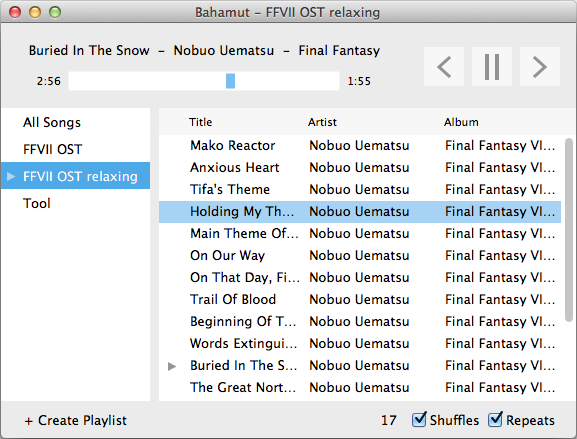 Bahamut – FFVII OST relaxing
Buried In The Snow – Nobuo Uematsu – Final Fantasy
2:56 1:55
All Songs
FFVII OST
FFVII OST relaxing
Tool
Title Artist Album
Mako Reactor Nobuo Uematsu Final Fantasy VI...
Anxious Heart Nobuo Uematsu Final Fantasy VI...
Tifa's Theme Nobuo Uematsu Final Fantasy VI...
Holding My Th... Nobuo Uematsu Final Fantasy VI...
Main Theme Of... Nobuo Uematsu Final Fantasy VI...
On Our Way Nobuo Uematsu Final Fantasy VI...
On That Day, Fi... Nobuo Uematsu Final Fantasy VI...
Trail Of Blood Nobuo Uematsu Final Fantasy VI...
Beginning Of T... Nobuo Uematsu Final Fantasy VI...
Words Extingui... Nobuo Uematsu Final Fantasy VI...
Buried In The S... Nobuo Uematsu Final Fantasy VI...
The Great Nort... Nobuo Uematsu Final Fantasy VI...
+ Create Playlist 17 Shuffles Repeats